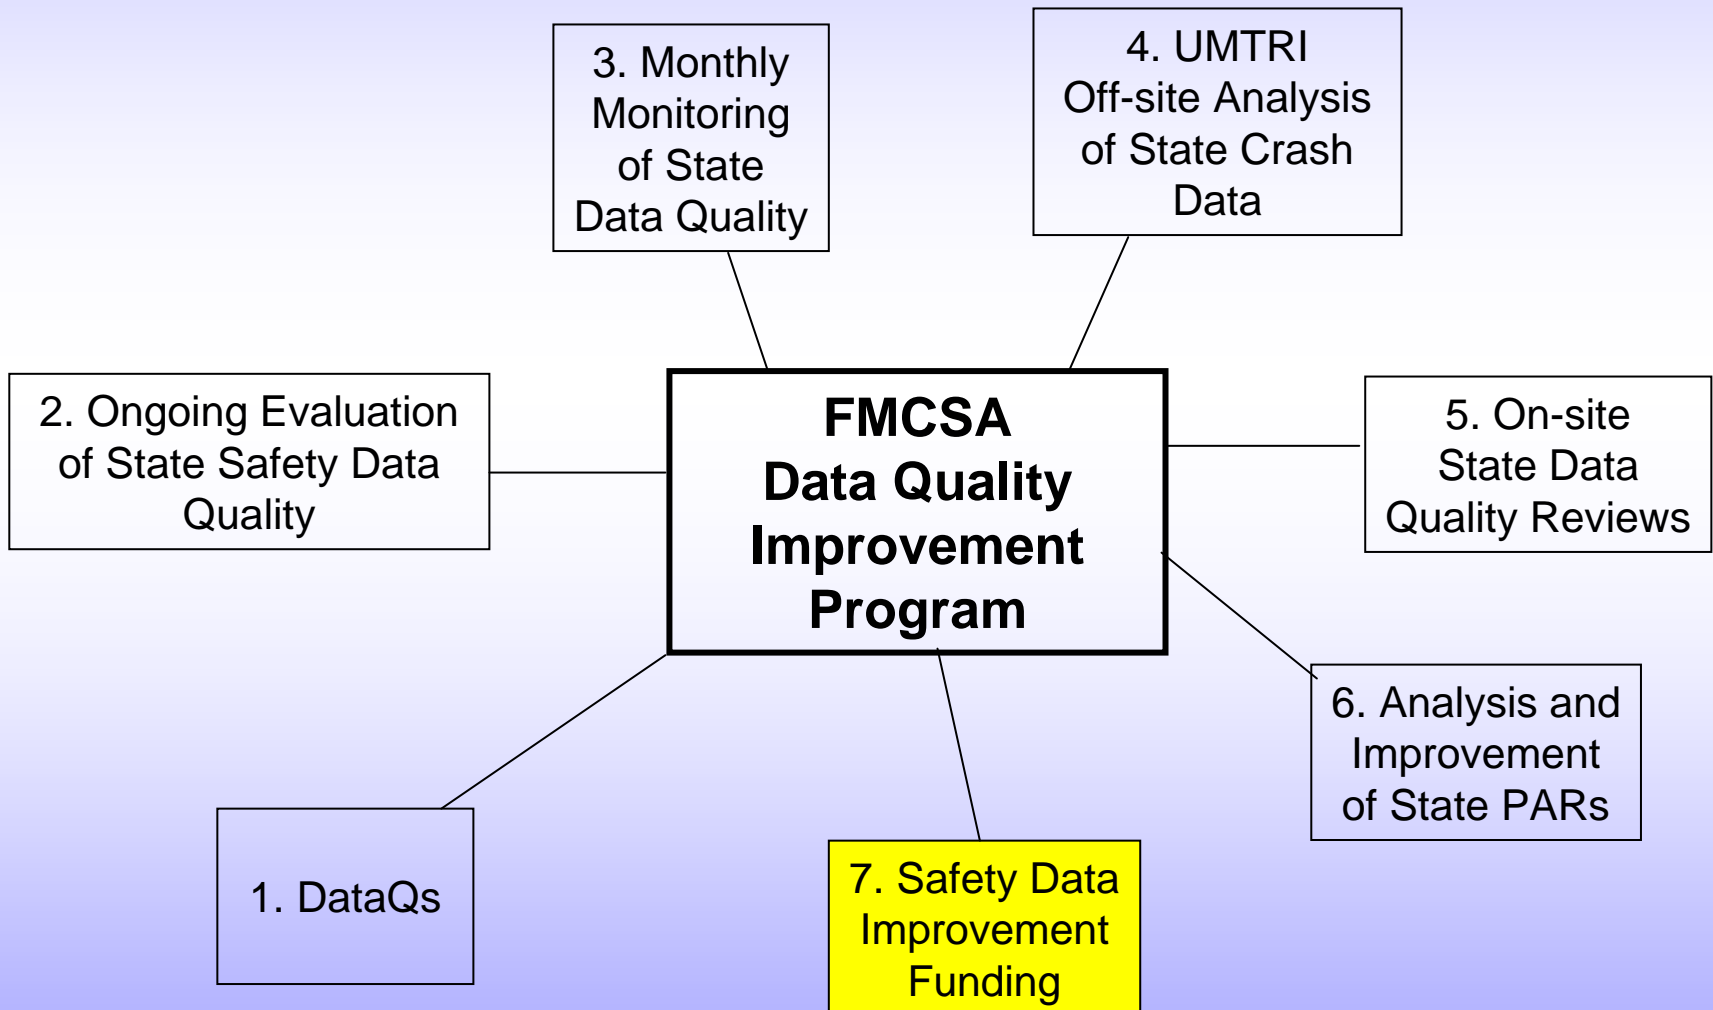 3. Monthly
Monitoring
of State
Data Quality
4. UMTRI
Off-site Analysis
of State Crash
Data
2. Ongoing Evaluation
of State Safety Data
Quality
FMCSA
Data Quality
Improvement
Program
5. On-site
State Data
Quality Reviews
6. Analysis and
Improvement
of State PARs
1. DataQs
7. Safety Data
Improvement
Funding